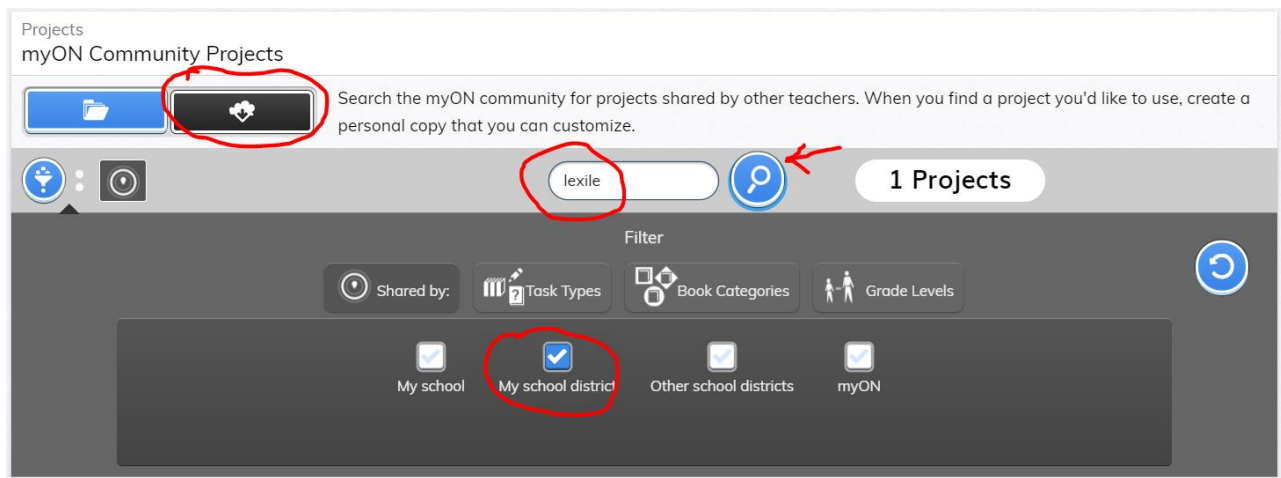 Projects
myON Community Projects
Search the myON community for projects shared by other teachers. When you find a project you'd like to use, create a
personal copy that you can customize.
lexile
1 Projects
Filter
Shared by:
? Task Types
Book Categories
Grade Levels
My school
My school district
Other school districts
myON